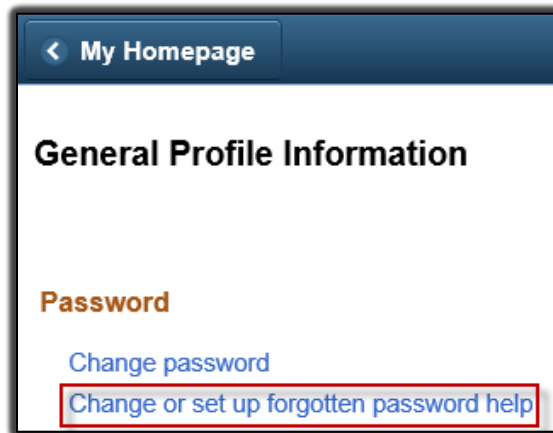 My Homepage
General Profile Information
Password
Change password
Change or set up forgotten password help